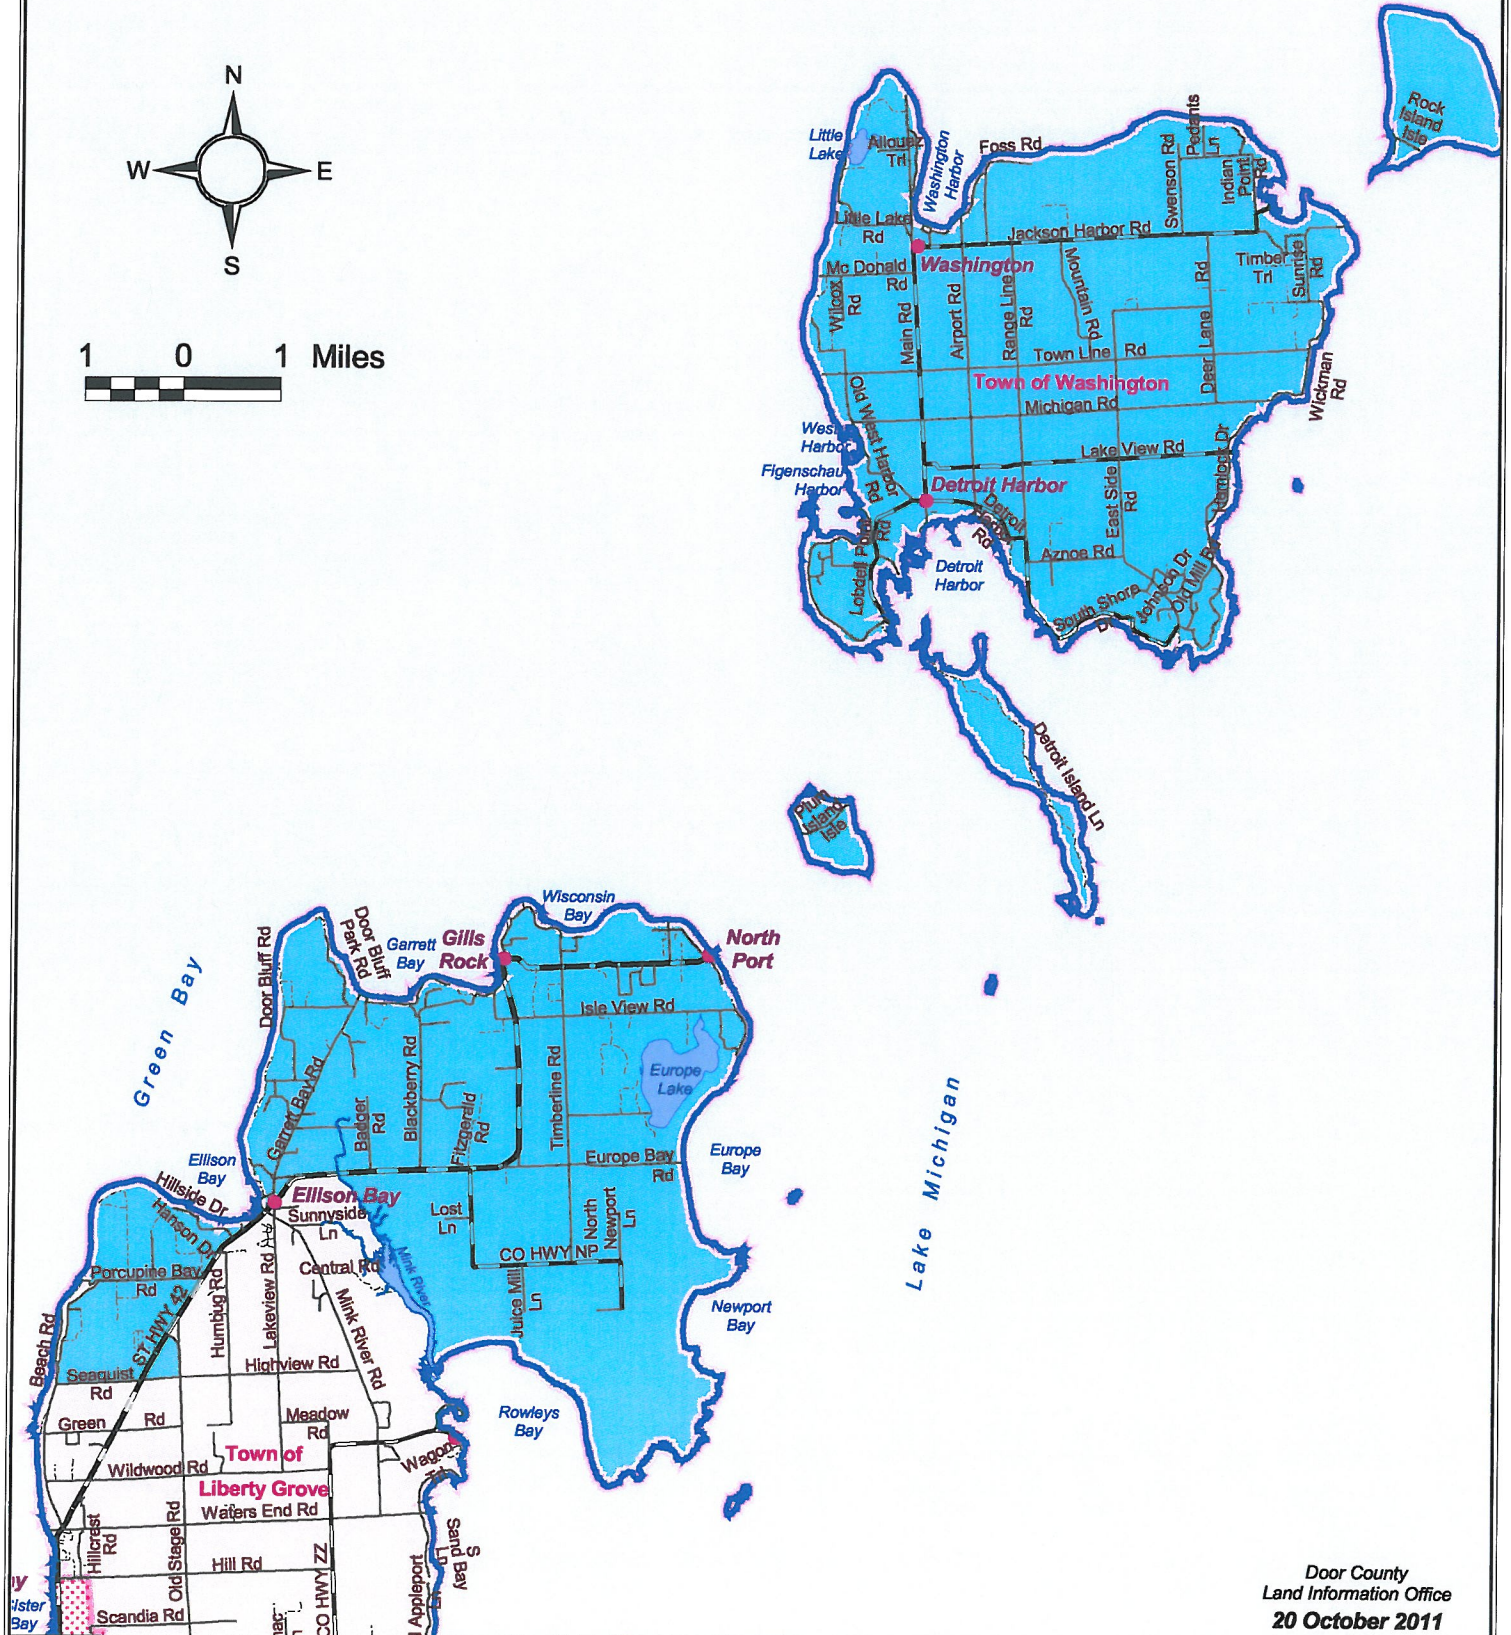 N
W
E
S
1 0 1 Miles
Rock
Island
Isle
Little
Lake
Allouez
Trl
Washington
Harbor
Foss Rd
Swenson Rd
Pedants
Ln
Indian
Point
Rd
Little Lake
Rd
Jackson Harbor Rd
Washington
Mc Donald
Rd
Wilcox
Rd
Main Rd
Airport Rd
Range Line
Rd
Mountain Rd
Deer Lane
Rd
Timber
Trl
Sunrise
Rd
Town Line Rd
Town of Washington
Michigan Rd
Wickman
Rd
Old West Harbor
Rd
West
Harbor
Figenschau
Harbor
Lake View Rd
Hemlock Dr
Detroit Harbor
Detroit
Harbor
Rd
East Side
Rd
Aznoe Rd
Lobdell Point
Rd
Detroit
Harbor
South Shore
Dr
Johnson Dr
Old Mill Rd
Detroit Island Ln
Plum
Island
Isle
Wisconsin
Bay
Door Bluff Rd
Door Bluff
Park Rd
Garrett
Bay
Gills
Rock
North
Port
Green Bay
Isle View Rd
Garrett Bay Rd
Badger
Rd
Blackberry Rd
Fitzgerald
Rd
Timberline Rd
Europe
Lake
Lake Michigan
Ellison
Bay
Europe Bay
Rd
Europe
Bay
Hillside Dr
Hanson Dr
Ellison Bay
Sunnyside
Ln
Lost
Ln
North
Newport
Ln
Mink River
CO HWY NP
Porcupine Bay
Rd
Central Rd
Juice Mill
Ln
Newport
Bay
Beach Rd
ST HWY 42
Humbug Rd
Lakeview Rd
Mink River Rd
Seaquist
Rd
Highview Rd
Green Rd
Meadow
Rd
Rowleys
Bay
Town of
Liberty Grove
Wagon
Trl
Wildwood Rd
Waters End Rd
Hillcrest
Rd
Old Stage Rd
Hill Rd
CO HWY ZZ
S
Sand Bay
Ln
Appleport
Scandia Rd
Bay
Door County
Land Information Office
20 October 2011